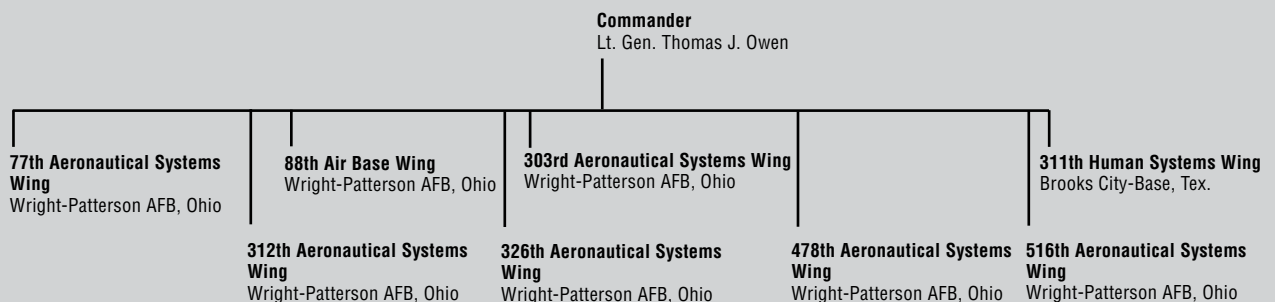 Commander
Lt. Gen. Thomas J. Owen
77th Aeronautical Systems
Wing
Wright-Patterson AFB, Ohio
88th Air Base Wing
Wright-Patterson AFB, Ohio
303rd Aeronautical Systems Wing
Wright-Patterson AFB, Ohio
311th Human Systems Wing
Brooks City-Base, Tex.
312th Aeronautical Systems
Wing
Wright-Patterson AFB, Ohio
326th Aeronautical Systems
Wing
Wright-Patterson AFB, Ohio
478th Aeronautical Systems
Wing
Wright-Patterson AFB, Ohio
516th Aeronautical Systems
Wing
Wright-Patterson AFB, Ohio